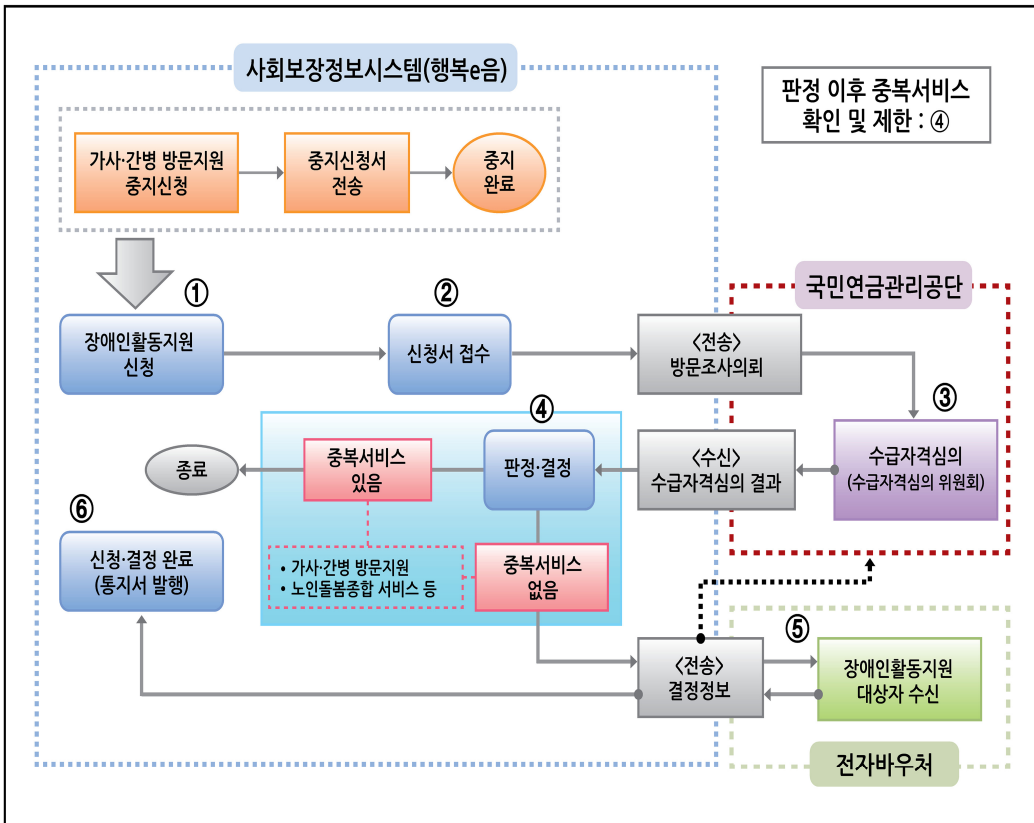 사회보장정보시스템(행복e음)
판정 이후 중복서비스
확인 및 제한 : ④
가사·간병 방문지원
중지신청
중지신청서
전송
중지
완료
국민연금관리공단
①
장애인활동지원
신청
②
신청서 접수
〈전송〉
방문조사의뢰
③
수급자격심의
(수급자격심의 위원회)
〈수신〉
수급자격심의 결과
④
판정·결정
중복서비스
있음
종료
• 가사·간병 방문지원
• 노인돌봄종합 서비스 등
중복서비스
없음
⑥
신청·결정 완료
(통지서 발행)
〈전송〉
결정정보
⑤
장애인활동지원
대상자 수신
전자바우처